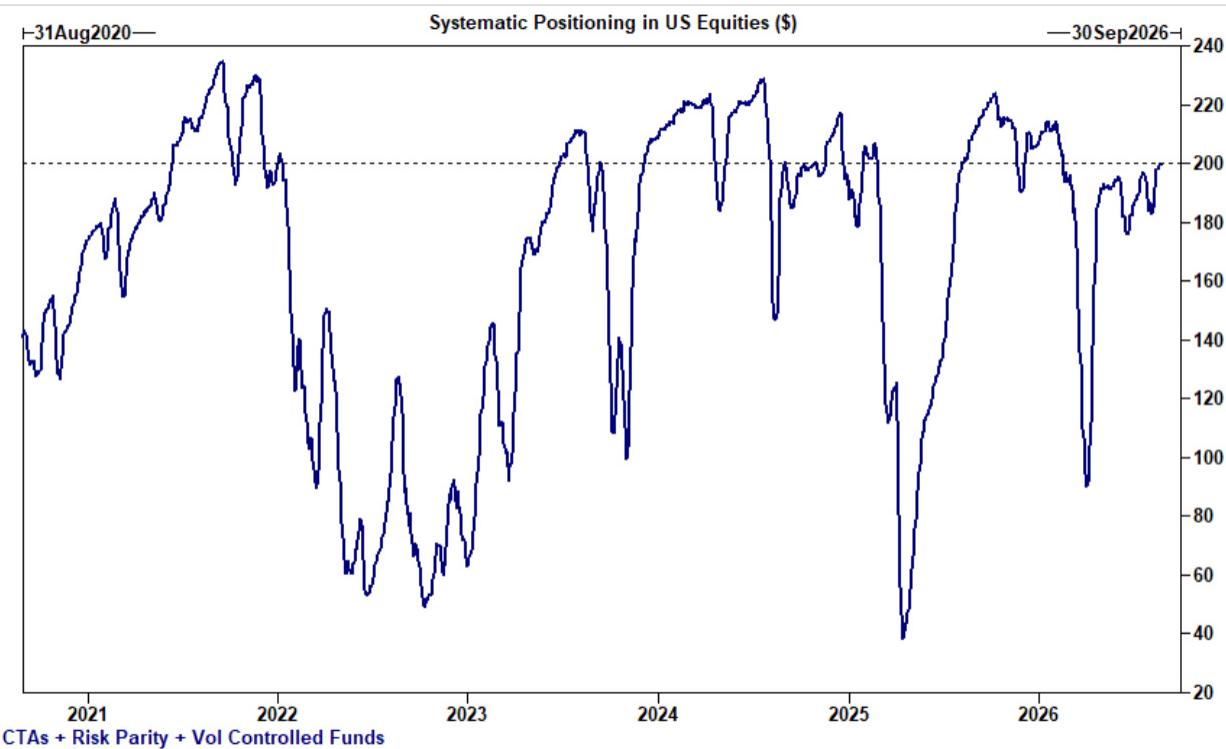 Systematic Positioning in US Equities ($)
31Aug2020
30Sep2026
240
220
200
180
160
140
120
100
80
60
40
20
2021 2022 2023 2024 2025 2026
CTAs + Risk Parity + Vol Controlled Funds